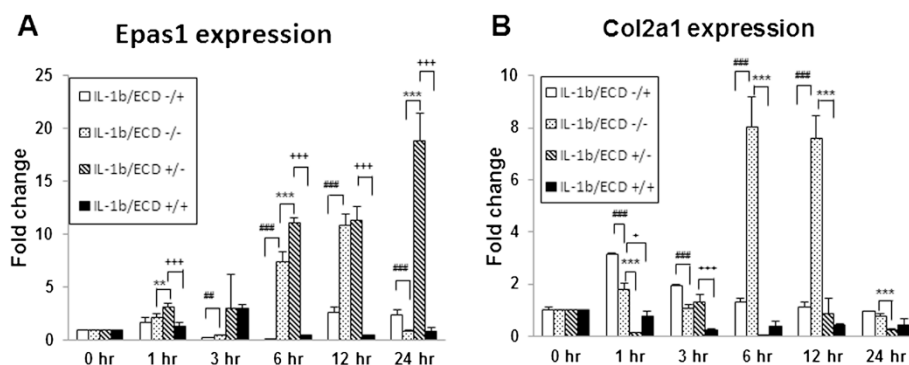 A
Epas1 expression
Fold change
25
20
15
10
5
0
IL-1b/ECD -/+
IL-1b/ECD -/-
IL-1b/ECD +/-
IL-1b/ECD +/+
** +++
##
### *** +++
### +++
### *** +++
0 hr 1 hr 3 hr 6 hr 12 hr 24 hr
B
Col2a1 expression
Fold change
10
8
6
4
2
0
IL-1b/ECD -/+
IL-1b/ECD -/-
IL-1b/ECD +/-
IL-1b/ECD +/+
### *** +
### +++
### ***
### ***
***
0 hr 1 hr 3 hr 6 hr 12 hr 24 hr